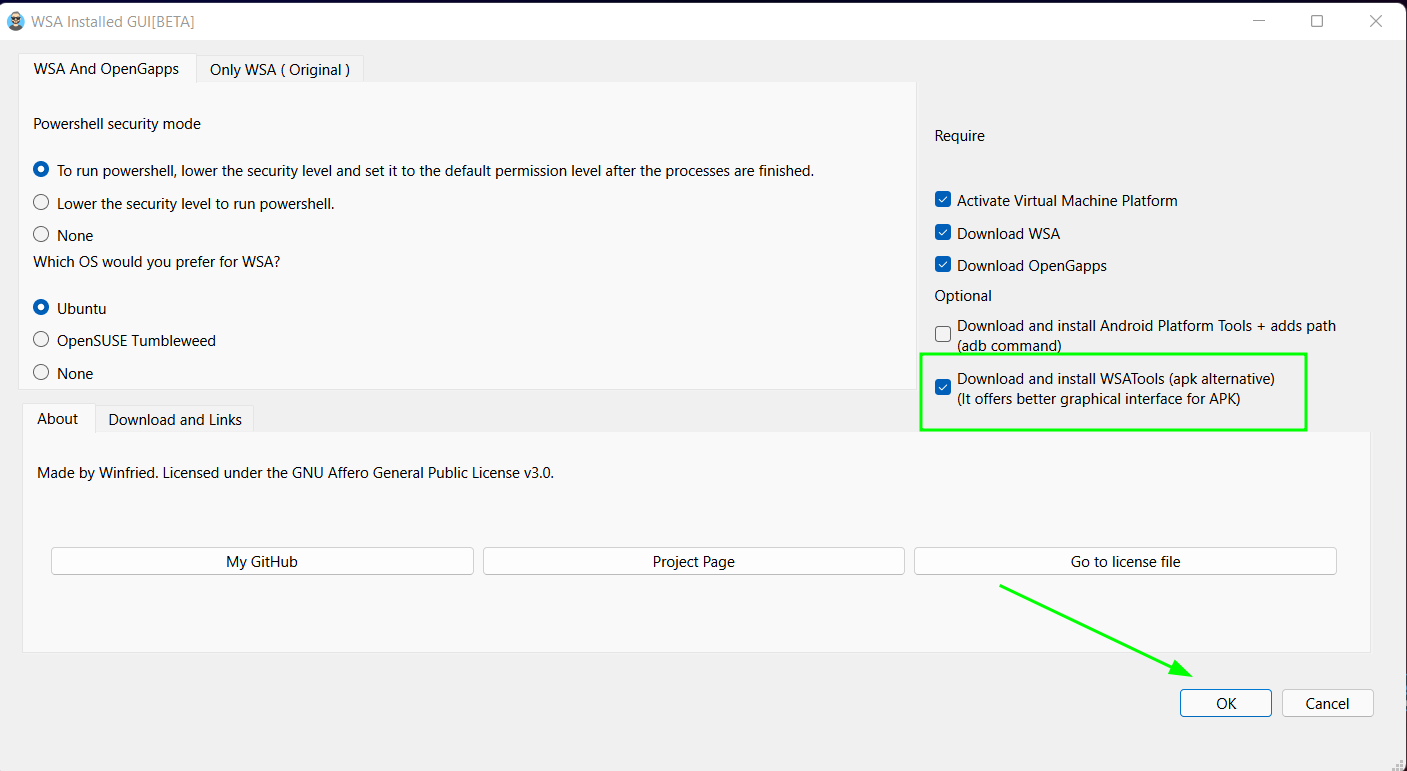 WSA Installed GUI[BETA]
WSA And OpenGapps
Only WSA ( Original )
Powershell security mode
To run powershell, lower the security level and set it to the default permission level after the processes are finished.
Lower the security level to run powershell.
None
Which OS would you prefer for WSA?
Ubuntu
OpenSUSE Tumbleweed
None
Require
Activate Virtual Machine Platform
Download WSA
Download OpenGapps
Optional
Download and install Android Platform Tools + adds path
(adb command)
Download and install WSATools (apk alternative)
(It offers better graphical interface for APK)
About
Download and Links
Made by Winfried. Licensed under the GNU Affero General Public License v3.0.
My GitHub
Project Page
Go to license file
OK
Cancel